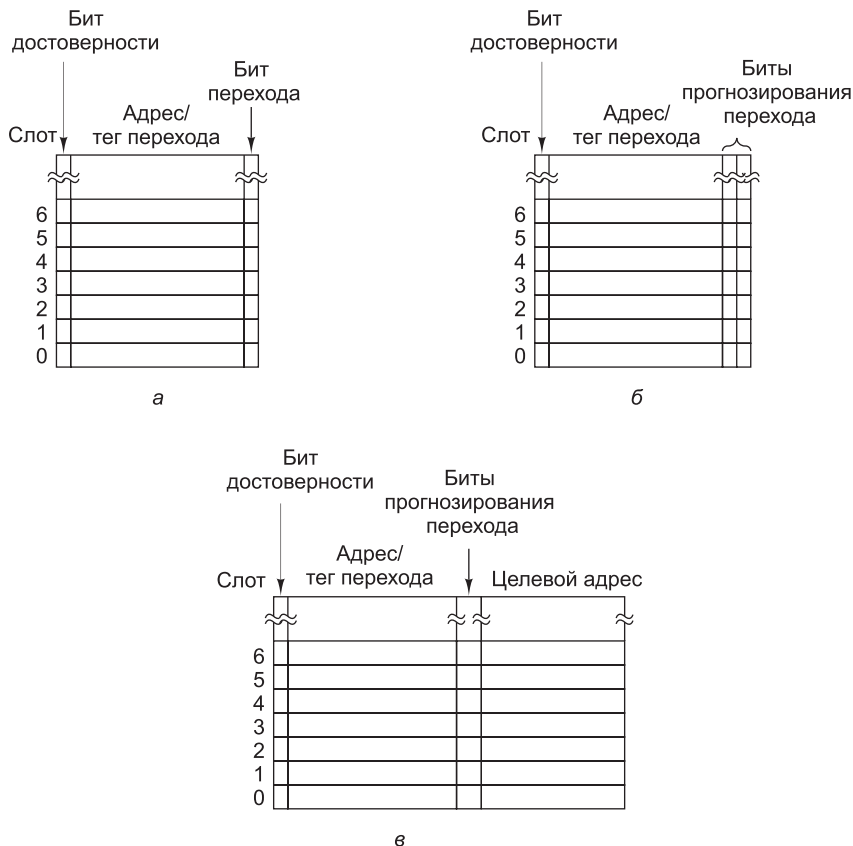 Бит
достоверности
Бит
перехода
Адрес/
тег перехода
Слот
6
5
4
3
2
1
0
а
Бит
достоверности
Биты
прогнозирования
перехода
Адрес/
тег перехода
Слот
6
5
4
3
2
1
0
б
Бит
достоверности
Биты
прогнозирования
перехода
Адрес/
тег перехода
Слот
Целевой адрес
6
5
4
3
2
1
0
в